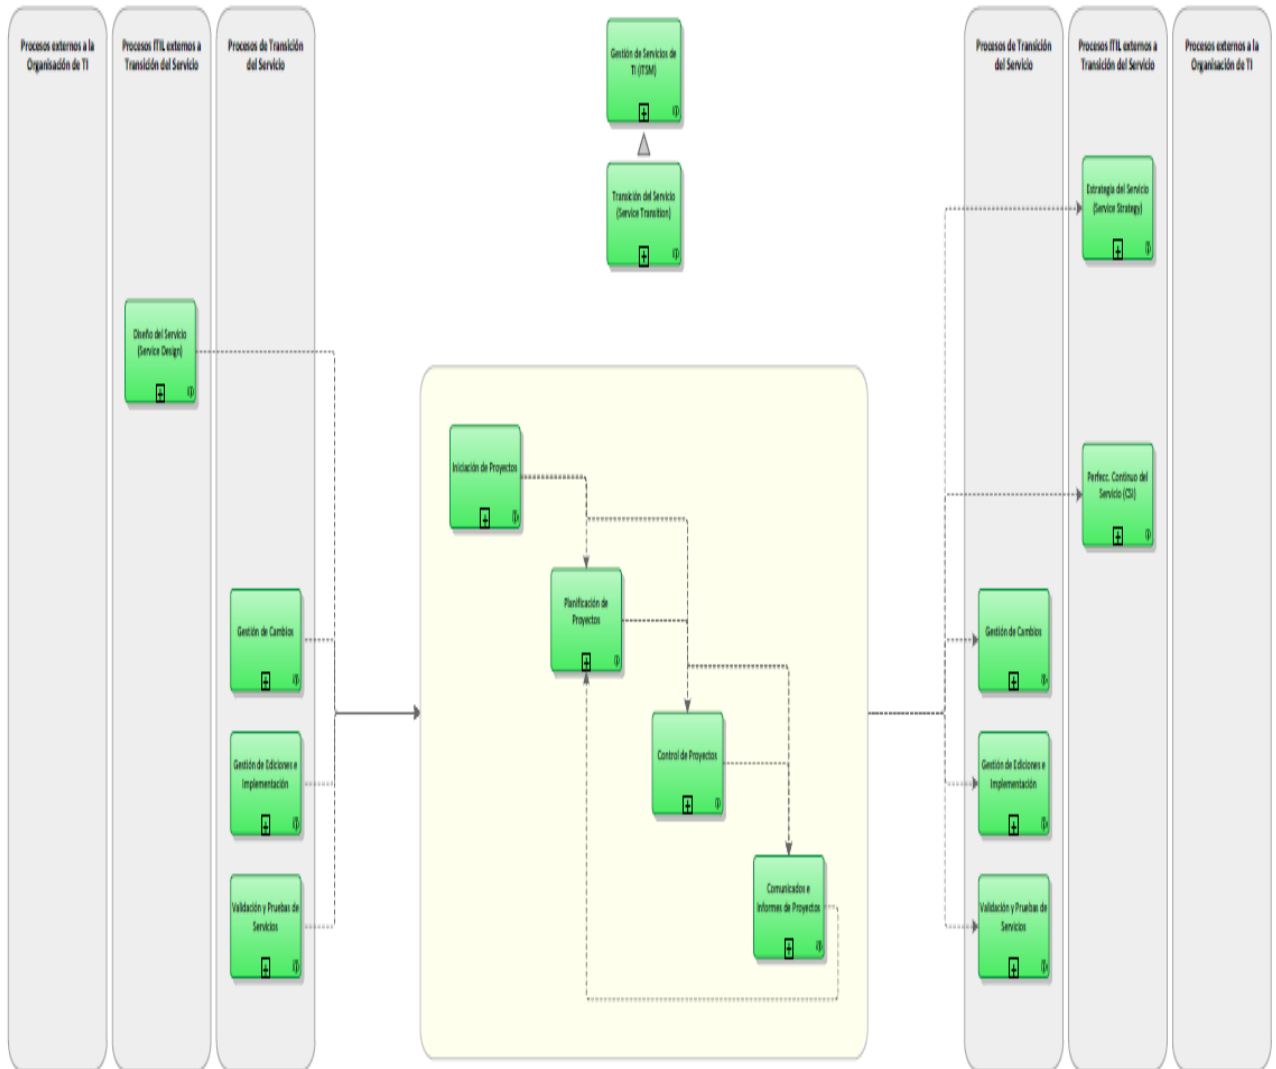 Procesos externos a la
Organisación de TI
Procesos ITIL externos a
Transición del Servicio
Procesos de Transición
del Servicio
Gestión de Servicios de
TI (ITSM)
Transición del Servicio
(Service Transition)
Procesos de Transición
del Servicio
Procesos ITIL externos a
Transición del Servicio
Procesos externos a la
Organisación de TI
Diseño del Servicio
(Service Design)
Gestión de Cambios
Gestión de Ediciones e
Implementación
Validación y Pruebas de
Servicios
Iniciación de Proyectos
Planificación de
Proyectos
Control de Proyectos
Comunicados e
Informes de Proyectos
Estrategia del Servicio
(Service Strategy)
Perfecc. Continuo del
Servicio (CSI)
Gestión de Cambios
Gestión de Ediciones e
Implementación
Validación y Pruebas de
Servicios